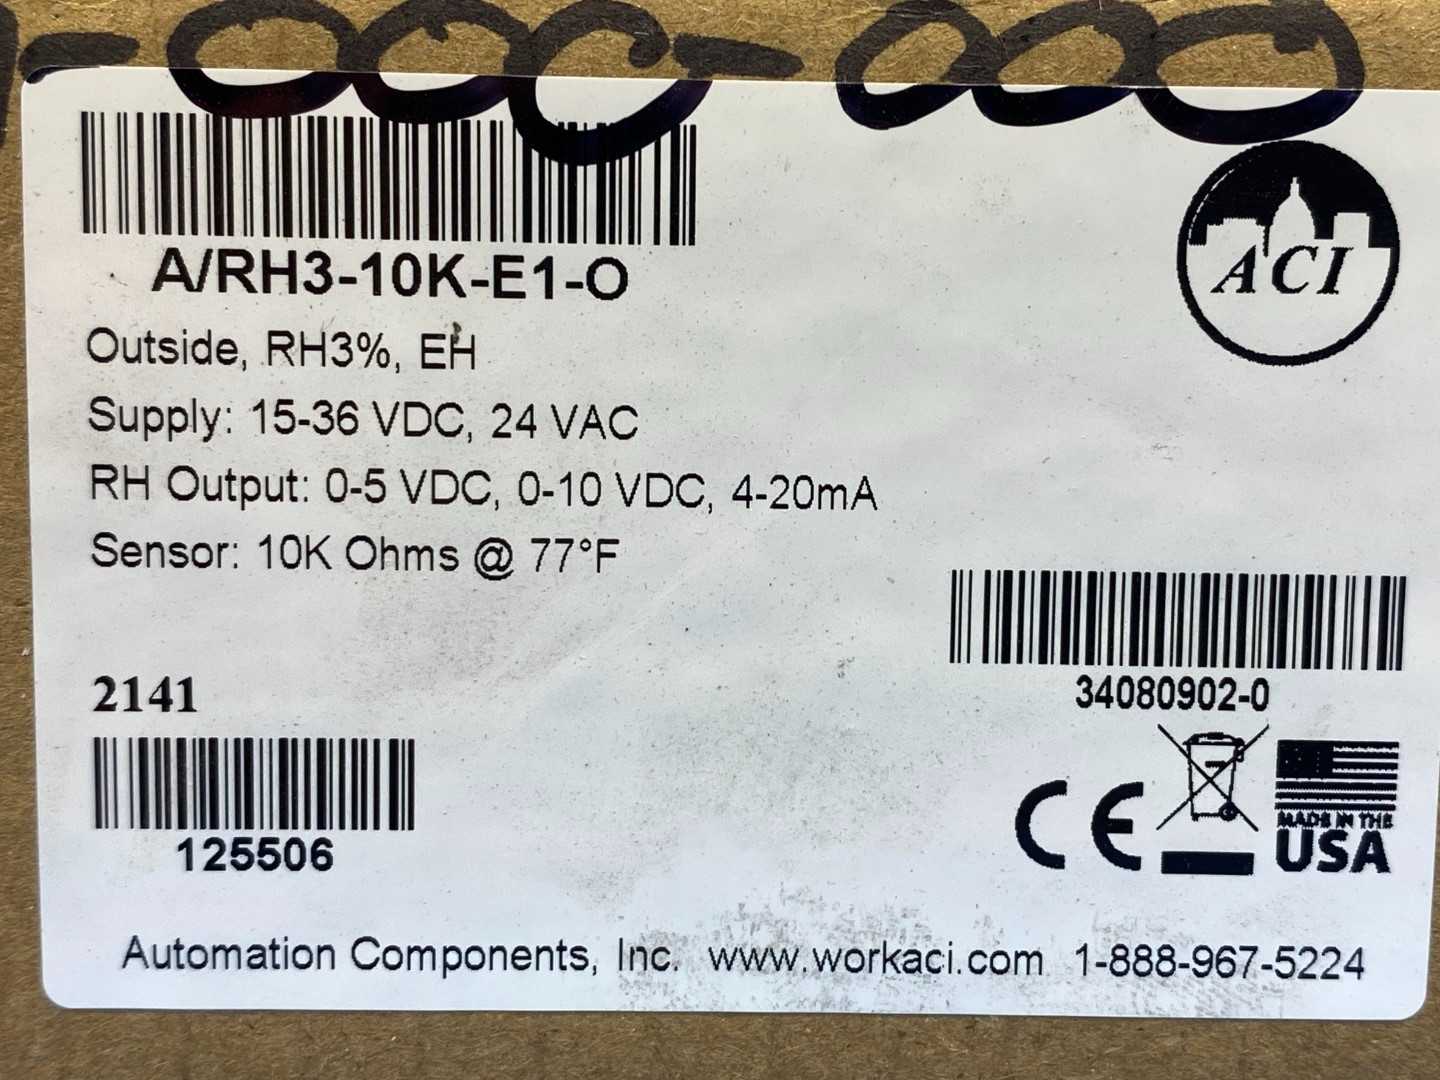 -000-000
A/RH3-10K-E1-O
ACI
Outside, RH3%, EH
Supply: 15-36 VDC, 24 VAC
RH Output: 0-5 VDC, 0-10 VDC, 4-20mA
Sensor: 10K Ohms @ 77°F
34080902-0
2141
125506
CE
MADE IN THE
USA
Automation Components, Inc. www.workaci.com 1-888-967-5224